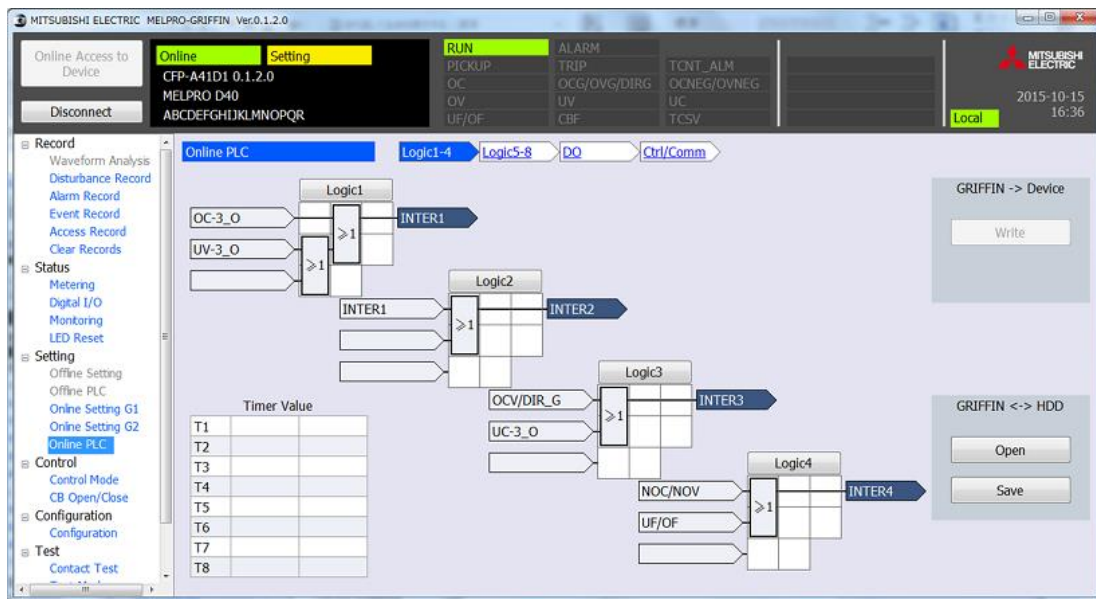 MITSUBISHI ELECTRIC MELPRO-GRIFFIN Ver.0.1.2.0
Online Access to
Device
Disconnect
Online Setting
CFP-A41D1 0.1.2.0
MELPRO D40
ABCDEFGHIJKLMNOPQR
RUN ALARM
PICKUP TRIP TCNT_ALM
OC OCG/OVG/DIRG OCNEG/OVNEG
OV UV UC
UF/OF CBF TCSV
MITSUBISHI
ELECTRIC
2015-10-15
Local 16:36
Record
Waveform Analysis
Disturbance Record
Alarm Record
Event Record
Access Record
Clear Records
Status
Metering
Digital I/O
Monitoring
LED Reset
Setting
Offline Setting
Offline PLC
Online Setting G1
Online Setting G2
Online PLC
Control
Control Mode
CB Open/Close
Configuration
Configuration
Test
Contact Test
Online PLC Logic1-4 Logic5-8 DO Ctrl/Comm
Logic1
OC-3_O INTER1
≥1
UV-3_O
≥1
Logic2
INTER1 INTER2
≥1
Logic3
OCV/DIR_G INTER3
≥1
UC-3_O
Logic4
NOC/NOV INTER4
≥1
UF/OF
Timer Value
T1
T2
T3
T4
T5
T6
T7
T8
GRIFFIN -> Device
Write
GRIFFIN <-> HDD
Open
Save